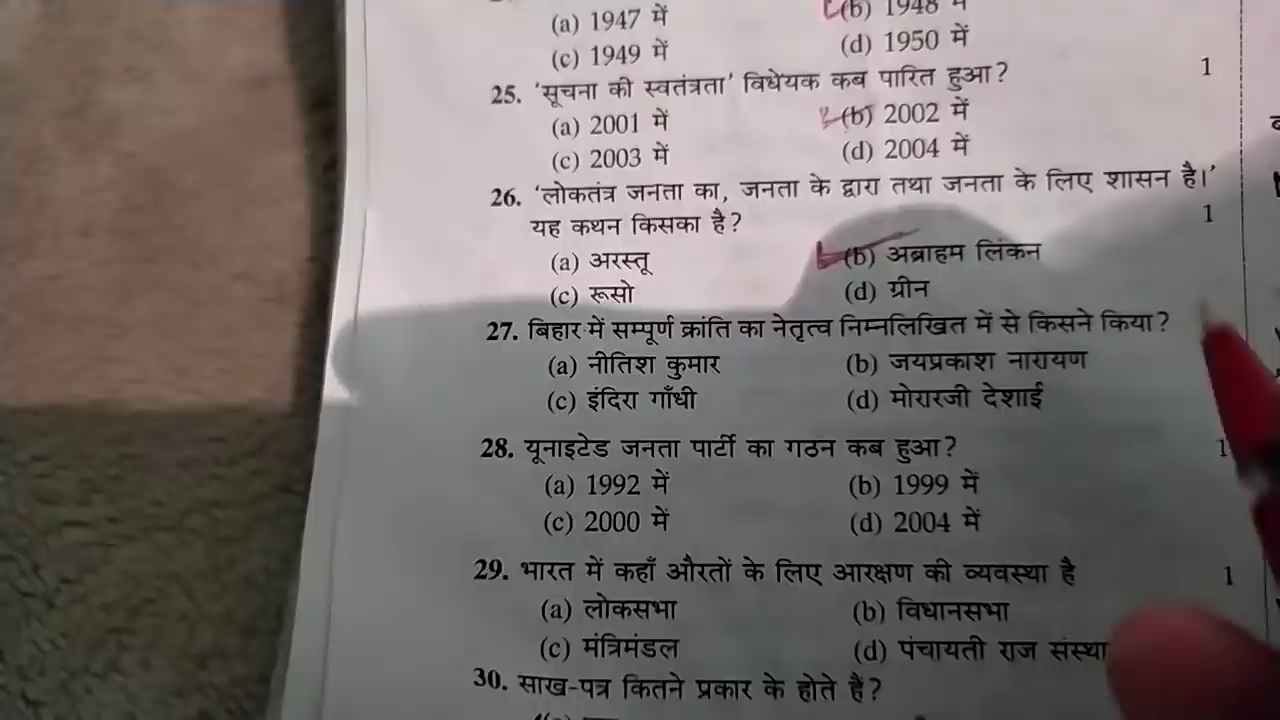 (a) 1947 में (b) 1948 में
(c) 1949 में (d) 1950 में
25. 'सूचना की स्वतंत्रता' विधेयक कब पारित हुआ? 1
(a) 2001 में (b) 2002 में
(c) 2003 में (d) 2004 में
26. 'लोकतंत्र जनता का, जनता के द्वारा तथा जनता के लिए शासन है।'
यह कथन किसका है? 1
(a) अरस्तू (b) अब्राहम लिंकन
(c) रूसो (d) ग्रीन
27. बिहार में सम्पूर्ण क्रांति का नेतृत्व निम्नलिखित में से किसने किया?
(a) नीतिश कुमार (b) जयप्रकाश नारायण
(c) इंदिरा गाँधी (d) मोरारजी देशाई
28. यूनाइटेड जनता पार्टी का गठन कब हुआ? 1
(a) 1992 में (b) 1999 में
(c) 2000 में (d) 2004 में
29. भारत में कहाँ औरतों के लिए आरक्षण की व्यवस्था है 1
(a) लोकसभा (b) विधानसभा
(c) मंत्रिमंडल (d) पंचायती राज संस्था
30. साख-पत्र कितने प्रकार के होते हैं?